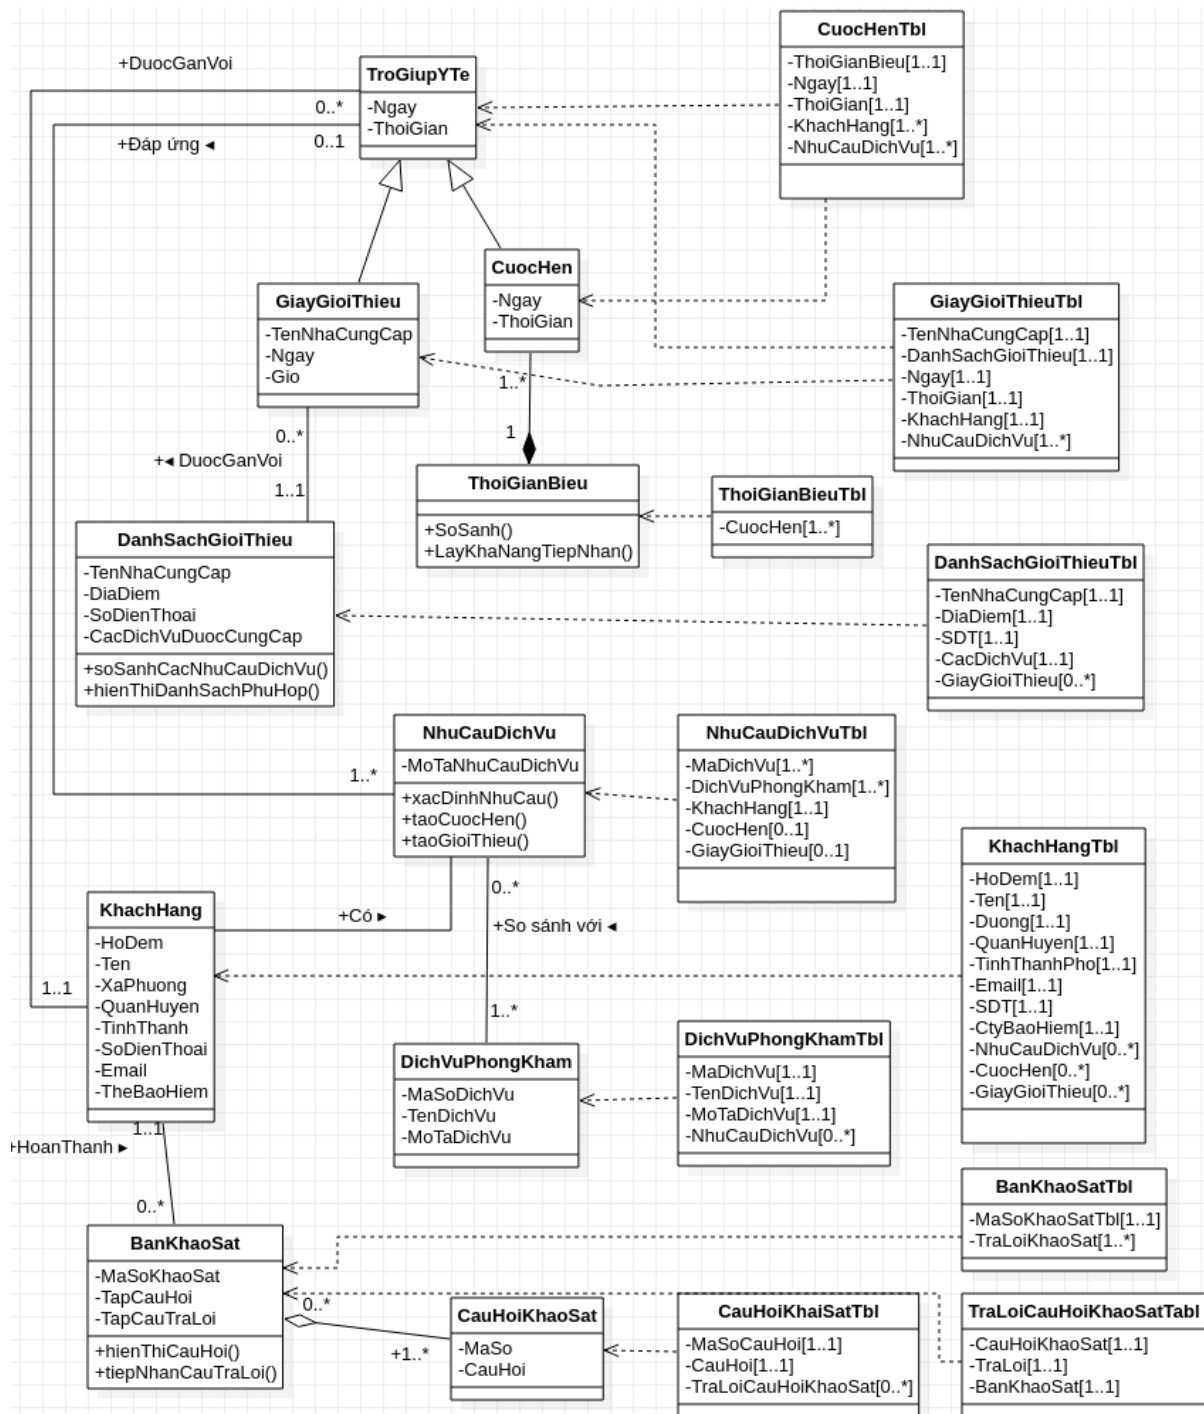 CuocHenTbl
-ThoiGianBieu[1..1]
-Ngay[1..1]
-ThoiGian[1..1]
-KhachHang[1..*]
-NhuCauDichVu[1..*]
+DuocGanVoi
0..*
+Đáp ứng ◂
0..1
TroGiupYTe
-Ngay
-ThoiGian
CuocHen
-Ngay
-ThoiGian
GiayGioiThieu
-TenNhaCungCap
-Ngay
-Gio
GiayGioiThieuTbl
-TenNhaCungCap[1..1]
-DanhSachGioiThieu[1..1]
-Ngay[1..1]
-ThoiGian[1..1]
-KhachHang[1..1]
-NhuCauDichVu[1..*]
1..*
1
0..*
+◂ DuocGanVoi
1..1
ThoiGianBieu
+SoSanh()
+LayKhaNangTiepNhan()
ThoiGianBieuTbl
-CuocHen[1..*]
DanhSachGioiThieu
-TenNhaCungCap
-DiaDiem
-SoDienThoai
-CacDichVuDuocCungCap
+soSanhCacNhuCauDichVu()
+hienThiDanhSachPhuHop()
DanhSachGioiThieuTbl
-TenNhaCungCap[1..1]
-DiaDiem[1..1]
-SDT[1..1]
-CacDichVu[1..1]
-GiayGioiThieu[0..*]
1..*
NhuCauDichVu
-MoTaNhuCauDichVu
+xacDinhNhuCau()
+taoCuocHen()
+taoGioiThieu()
NhuCauDichVuTbl
-MaDichVu[1..*]
-DichVuPhongKham[1..*]
-KhachHang[1..1]
-CuocHen[0..1]
-GiayGioiThieu[0..1]
KhachHangTbl
-HoDem[1..1]
-Ten[1..1]
-Duong[1..1]
-QuanHuyen[1..1]
-TinhThanhPho[1..1]
-Email[1..1]
-SDT[1..1]
-CtyBaoHiem[1..1]
-NhuCauDichVu[0..*]
-CuocHen[0..*]
-GiayGioiThieu[0..*]
0..*
+Có ▸
+So sánh với ◂
1..*
1..1
KhachHang
-HoDem
-Ten
-XaPhuong
-QuanHuyen
-TinhThanh
-SoDienThoai
-Email
-TheBaoHiem
DichVuPhongKham
-MaSoDichVu
-TenDichVu
-MoTaDichVu
DichVuPhongKhamTbl
-MaDichVu[1..1]
-TenDichVu[1..1]
-MoTaDichVu[1..1]
-NhuCauDichVu[0..*]
1..1
+HoanThanh ▸
0..*
BanKhaoSatTbl
-MaSoKhaoSatTbl[1..1]
-TraLoiKhaoSat[1..*]
BanKhaoSat
-MaSoKhaoSat
-TapCauHoi
-TapCauTraLoi
+hienThiCauHoi()
+tiepNhanCauTraLoi()
0..*
+1..*
CauHoiKhaoSat
-MaSo
-CauHoi
CauHoiKhaiSatTbl
-MaSoCauHoi[1..1]
-CauHoi[1..1]
-TraLoiCauHoiKhaoSat[0..*]
TraLoiCauHoiKhaoSatTabl
-CauHoiKhaoSat[1..1]
-TraLoi[1..1]
-BanKhaoSat[1..1]